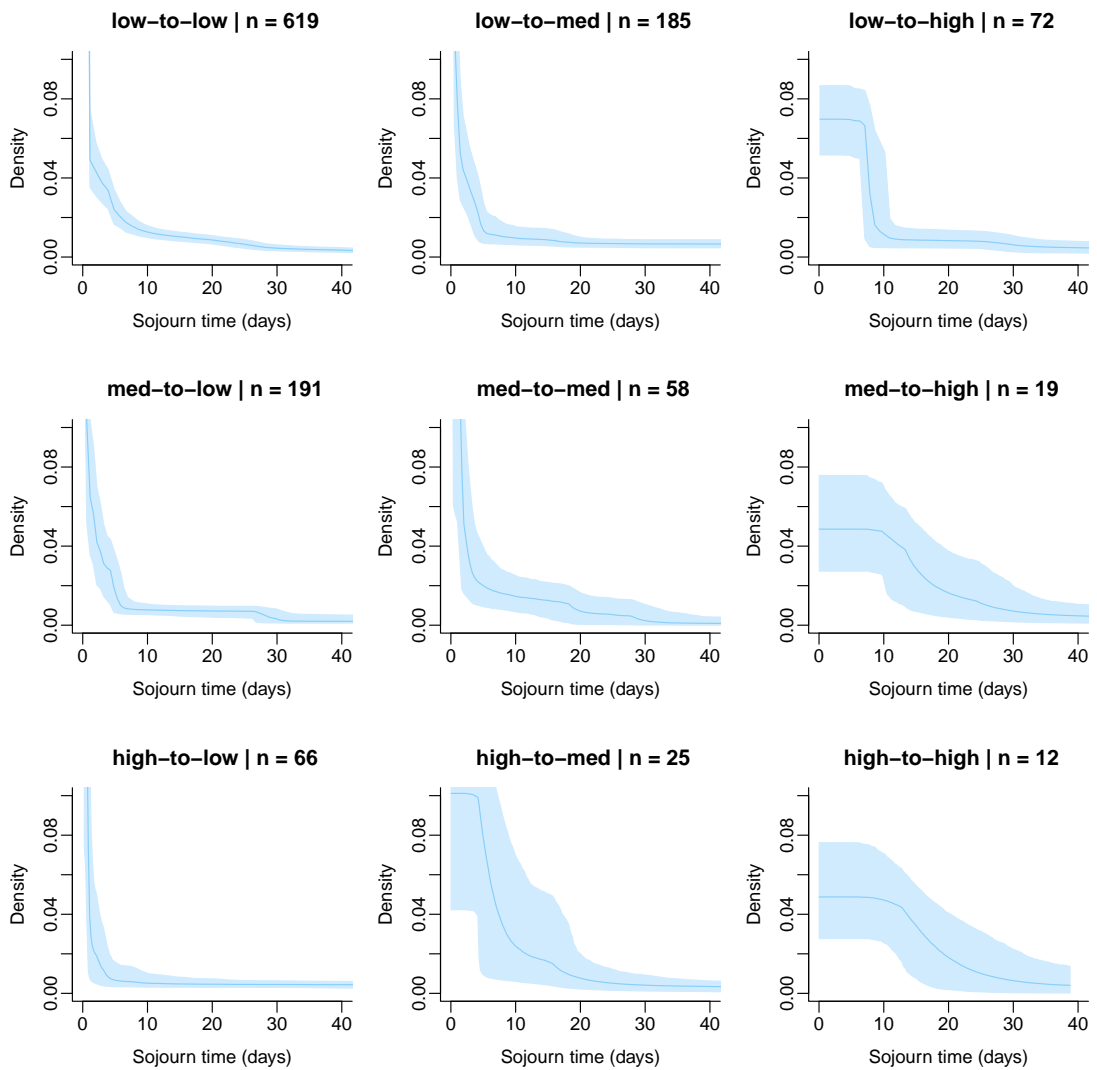 low−to−low | n = 619
low−to−med | n = 185
low−to−high | n = 72
Density
0.00 0.04 0.08
0 10 20 30 40
Sojourn time (days)
Density
0.00 0.04 0.08
0 10 20 30 40
Sojourn time (days)
Density
0.00 0.04 0.08
0 10 20 30 40
Sojourn time (days)
med−to−low | n = 191
med−to−med | n = 58
med−to−high | n = 19
Density
0.00 0.04 0.08
0 10 20 30 40
Sojourn time (days)
Density
0.00 0.04 0.08
0 10 20 30 40
Sojourn time (days)
Density
0.00 0.04 0.08
0 10 20 30 40
Sojourn time (days)
high−to−low | n = 66
high−to−med | n = 25
high−to−high | n = 12
Density
0.00 0.04 0.08
0 10 20 30 40
Sojourn time (days)
Density
0.00 0.04 0.08
0 10 20 30 40
Sojourn time (days)
Density
0.00 0.04 0.08
0 10 20 30 40
Sojourn time (days)